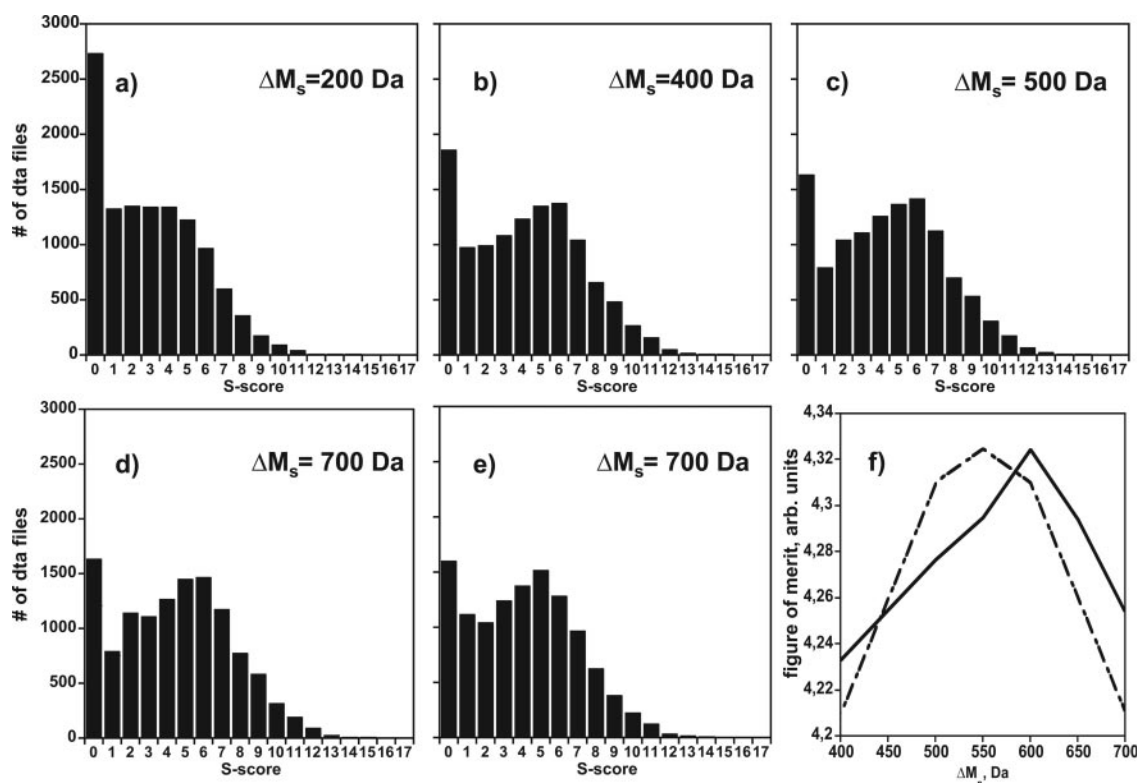 3000
2500
2000
1500
1000
500
0
# of dta files
a)
ΔMs=200 Da
0 1 2 3 4 5 6 7 8 9 10 11 12 13 14 15 16 17
S-score
b)
ΔMs=400 Da
0 1 2 3 4 5 6 7 8 9 10 11 12 13 14 15 16 17
S-score
c)
ΔMs= 500 Da
0 1 2 3 4 5 6 7 8 9 10 11 12 13 14 15 16 17
S-score
3000
2500
2000
1500
1000
500
0
# of dta files
d)
ΔMs= 700 Da
0 1 2 3 4 5 6 7 8 9 10 11 12 13 14 15 16 17
S-score
e)
ΔMs= 700 Da
0 1 2 3 4 5 6 7 8 9 10 11 12 13 14 15 16 17
S-score
4,34
4,32
4,3
4,28
4,26
4,24
4,22
4,2
figure of merit, arb. units
f)
400 450 500 550 600 650 700
ΔMs, Da